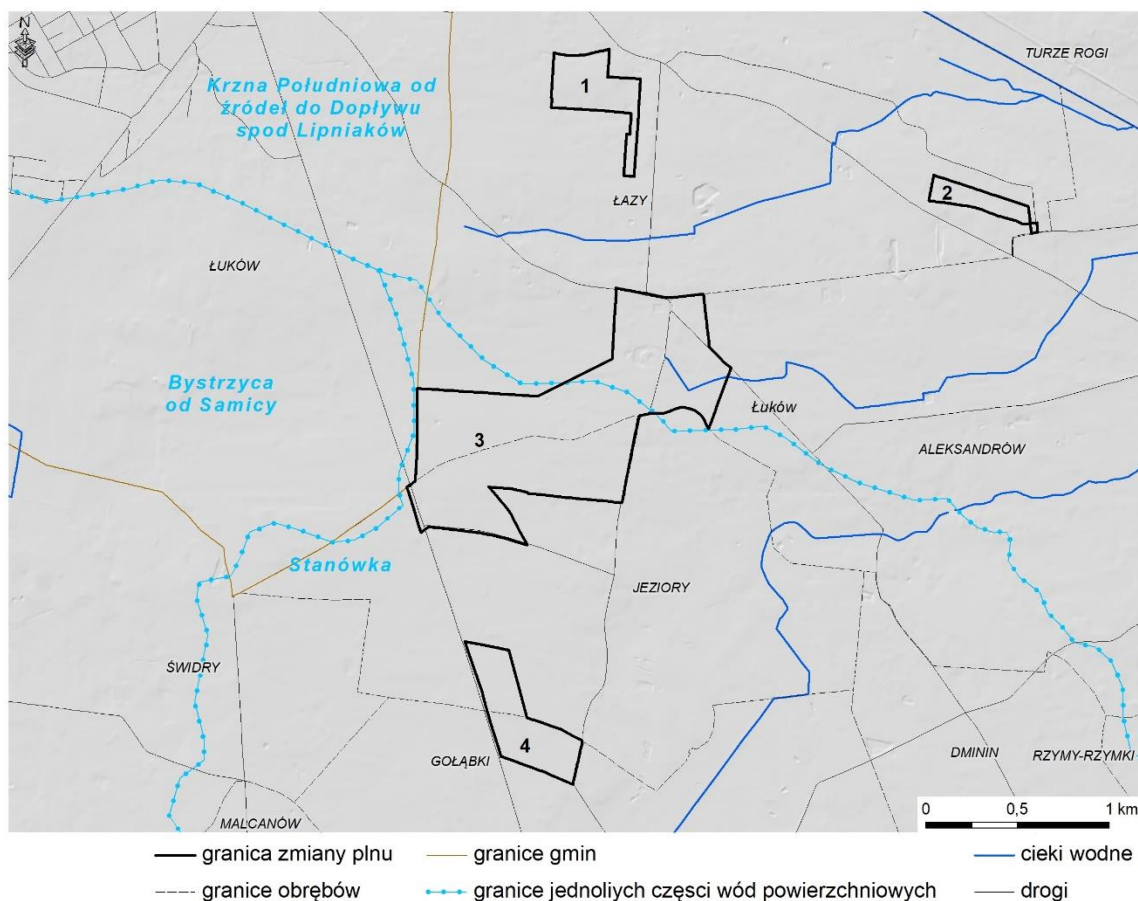 N
TURZE ROGI
1
Krzna Południowa od
źródeł do Dopływu
spod Lipniaków
2
ŁAZY
ŁUKÓW
Bystrzyca
od Samicy
Łuków
3
ALEKSANDRÓW
Stanówka
JEZIORY
ŚWIDRY
4
GOŁĄBKI
DMININ
RZYMY-RZYMKI
MALCANÓW
0 0,5 1 km
granica zmiany plnu
granice gmin
cieki wodne
granice obrębów
granice jednoliych części wód powierzchniowych
drogi